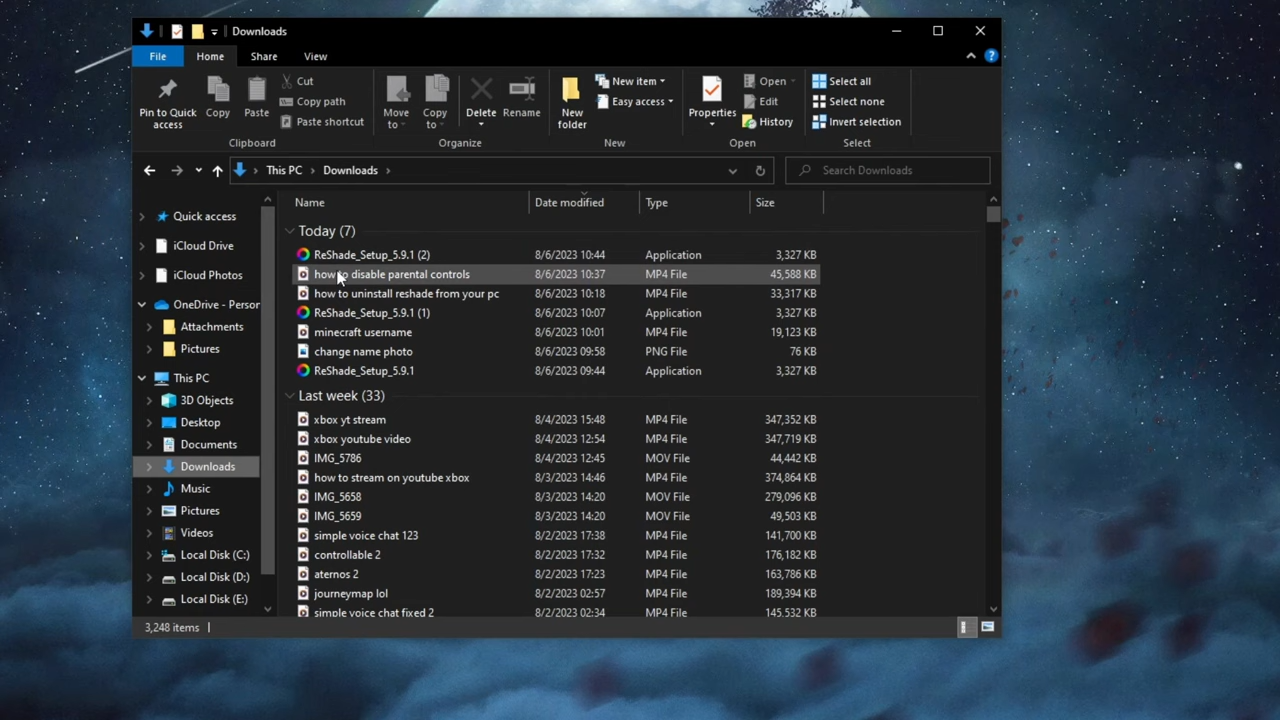 Downloads
File Home Share View
Pin to Quick access
Copy
Paste
Cut
Copy path
Paste shortcut
Clipboard
Move to
Copy to
Delete
Rename
Organize
New folder
New item
Easy access
New
Properties
Open
Edit
History
Open
Select all
Select none
Invert selection
Select
This PC > Downloads >
Search Downloads
Quick access
iCloud Drive
iCloud Photos
OneDrive - Person
Attachments
Pictures
This PC
3D Objects
Desktop
Documents
Downloads
Music
Pictures
Videos
Local Disk (C:)
Local Disk (D:)
Local Disk (E:)
Name Date modified Type Size
Today (7)
ReShade_Setup_5.9.1 (2) 8/6/2023 10:44 Application 3,327 KB
how to disable parental controls 8/6/2023 10:37 MP4 File 45,588 KB
how to uninstall reshade from your pc 8/6/2023 10:18 MP4 File 33,317 KB
ReShade_Setup_5.9.1 (1) 8/6/2023 10:07 Application 3,327 KB
minecraft username 8/6/2023 10:01 MP4 File 19,123 KB
change name photo 8/6/2023 09:58 PNG File 76 KB
ReShade_Setup_5.9.1 8/6/2023 09:44 Application 3,327 KB
Last week (33)
xbox yt stream 8/4/2023 15:48 MP4 File 347,352 KB
xbox youtube video 8/4/2023 12:54 MP4 File 347,719 KB
IMG_5786 8/4/2023 12:45 MOV File 44,442 KB
how to stream on youtube xbox 8/3/2023 14:46 MP4 File 374,864 KB
IMG_5658 8/3/2023 14:20 MOV File 279,096 KB
IMG_5659 8/3/2023 14:20 MOV File 49,503 KB
simple voice chat 123 8/2/2023 17:38 MP4 File 141,700 KB
controllable 2 8/2/2023 17:32 MP4 File 176,182 KB
aternos 2 8/2/2023 17:23 MP4 File 163,786 KB
journeymap lol 8/2/2023 02:57 MP4 File 189,394 KB
simple voice chat fixed 2 8/2/2023 02:34 MP4 File 145,532 KB
3,248 items